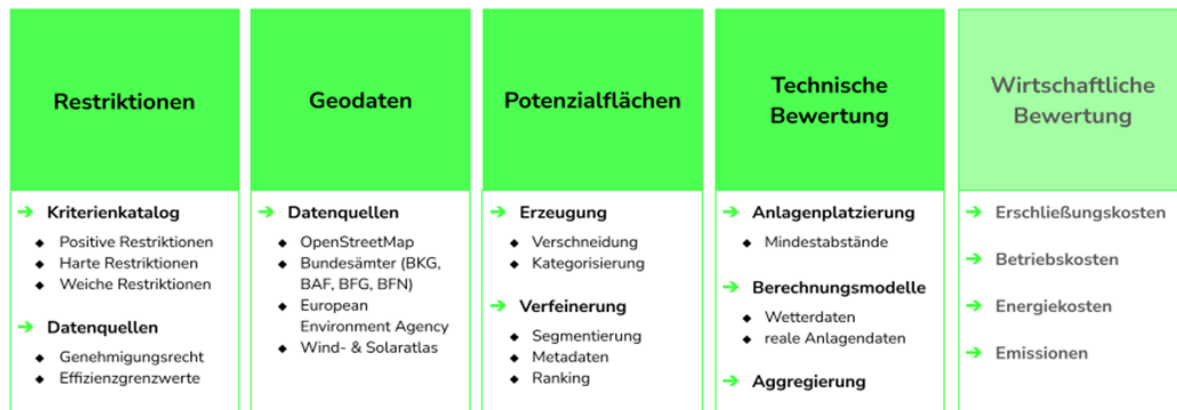 Restriktionen
Geodaten
Potenzialflächen
Technische
Bewertung
Wirtschaftliche
Bewertung
➔ Kriterienkatalog
◆ Positive Restriktionen
◆ Harte Restriktionen
◆ Weiche Restriktionen
➔ Datenquellen
◆ Genehmigungsrecht
◆ Effizienzgrenzwerte
➔ Datenquellen
◆ OpenStreetMap
◆ Bundesämter (BKG,
BAF, BFG, BFN)
◆ European
Environment Agency
◆ Wind- & Solaratlas
➔ Erzeugung
◆ Verschneidung
◆ Kategorisierung
➔ Verfeinerung
◆ Segmentierung
◆ Metadaten
◆ Ranking
➔ Anlagenplatzierung
◆ Mindestabstände
➔ Berechnungsmodelle
◆ Wetterdaten
◆ reale Anlagendaten
➔ Aggregierung
➔ Erschließungskosten
➔ Betriebskosten
➔ Energiekosten
➔ Emissionen